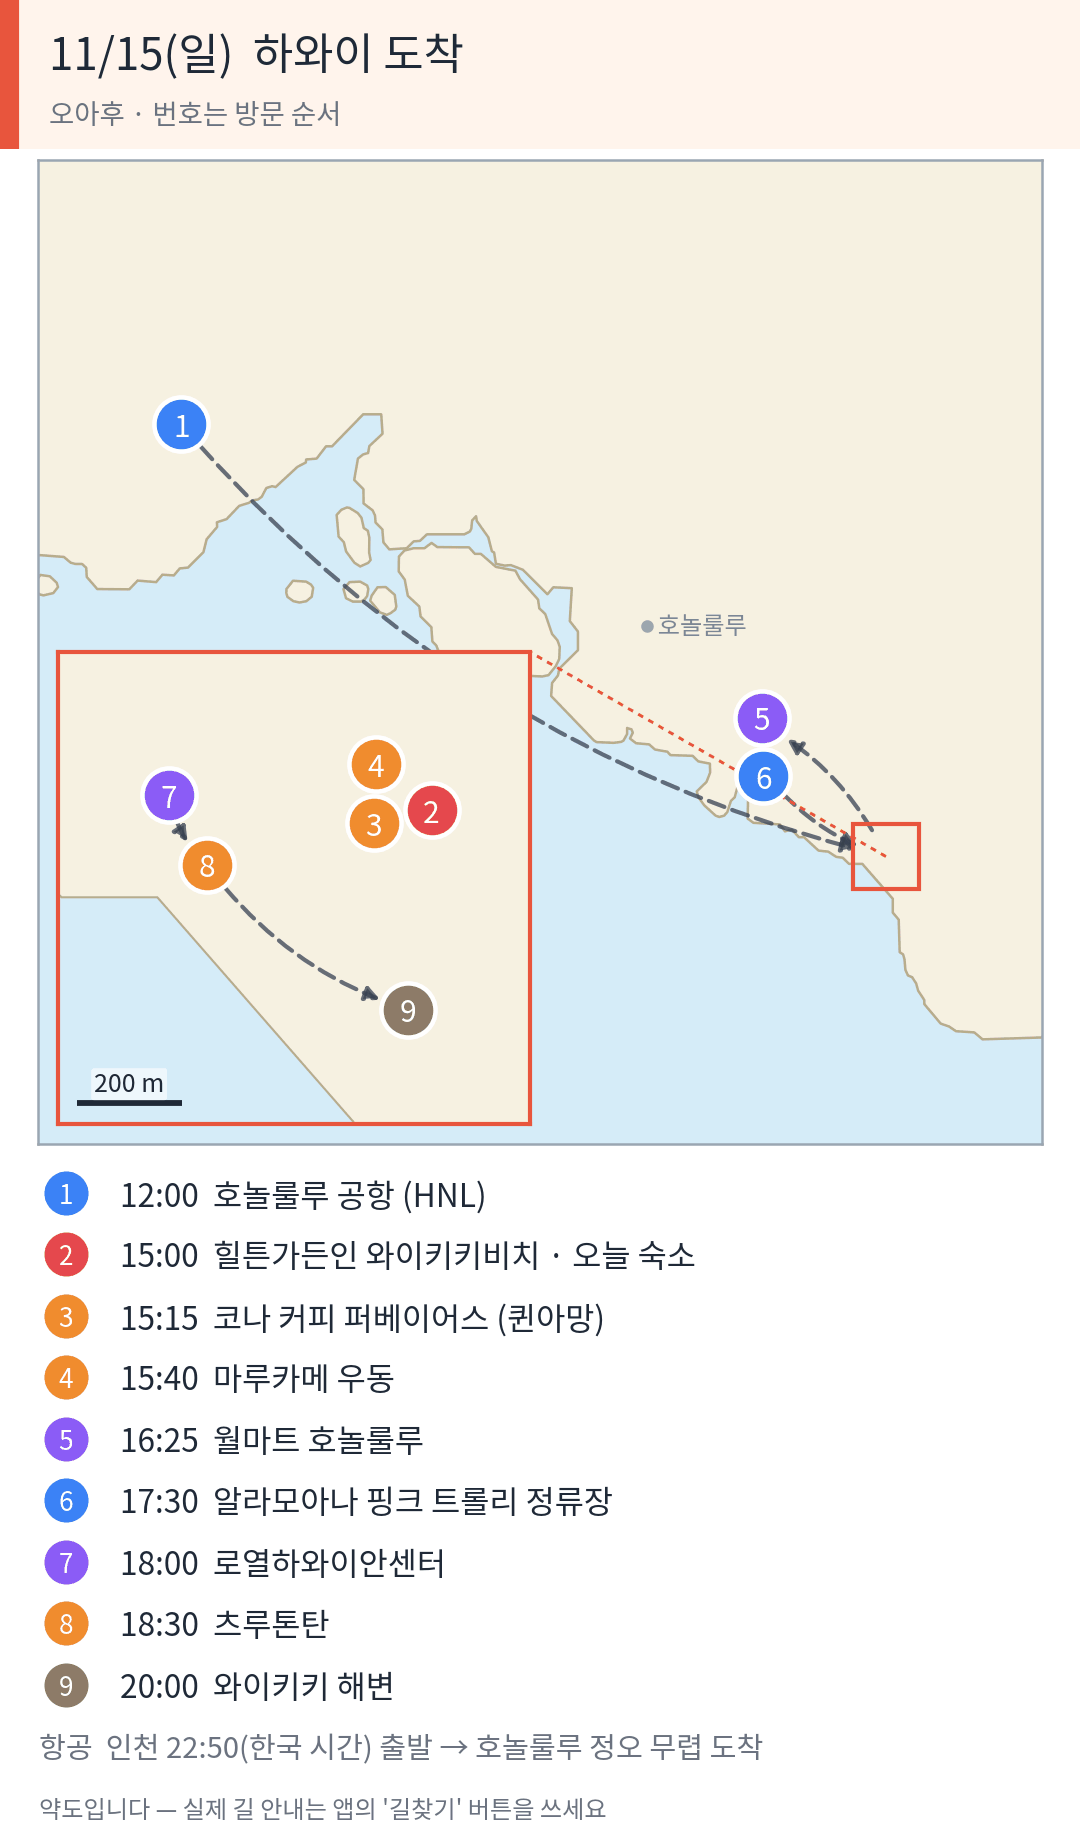 11/15(일) 하와이 도착
오아후 · 번호는 방문 순서
1
호놀룰루
5
6
4
7
3
2
8
9
200 m
1 12:00 호놀룰루 공항 (HNL)
2 15:00 힐튼가든인 와이키키비치 · 오늘 숙소
3 15:15 코나 커피 퍼베이어스 (퀸아망)
4 15:40 마루카메 우동
5 16:25 월마트 호놀룰루
6 17:30 알라모아나 핑크 트롤리 정류장
7 18:00 로열하와이안센터
8 18:30 츠루톤탄
9 20:00 와이키키 해변
항공 인천 22:50(한국 시간) 출발 → 호놀룰루 정오 무렵 도착
약도입니다 — 실제 길 안내는 앱의 '길찾기' 버튼을 쓰세요